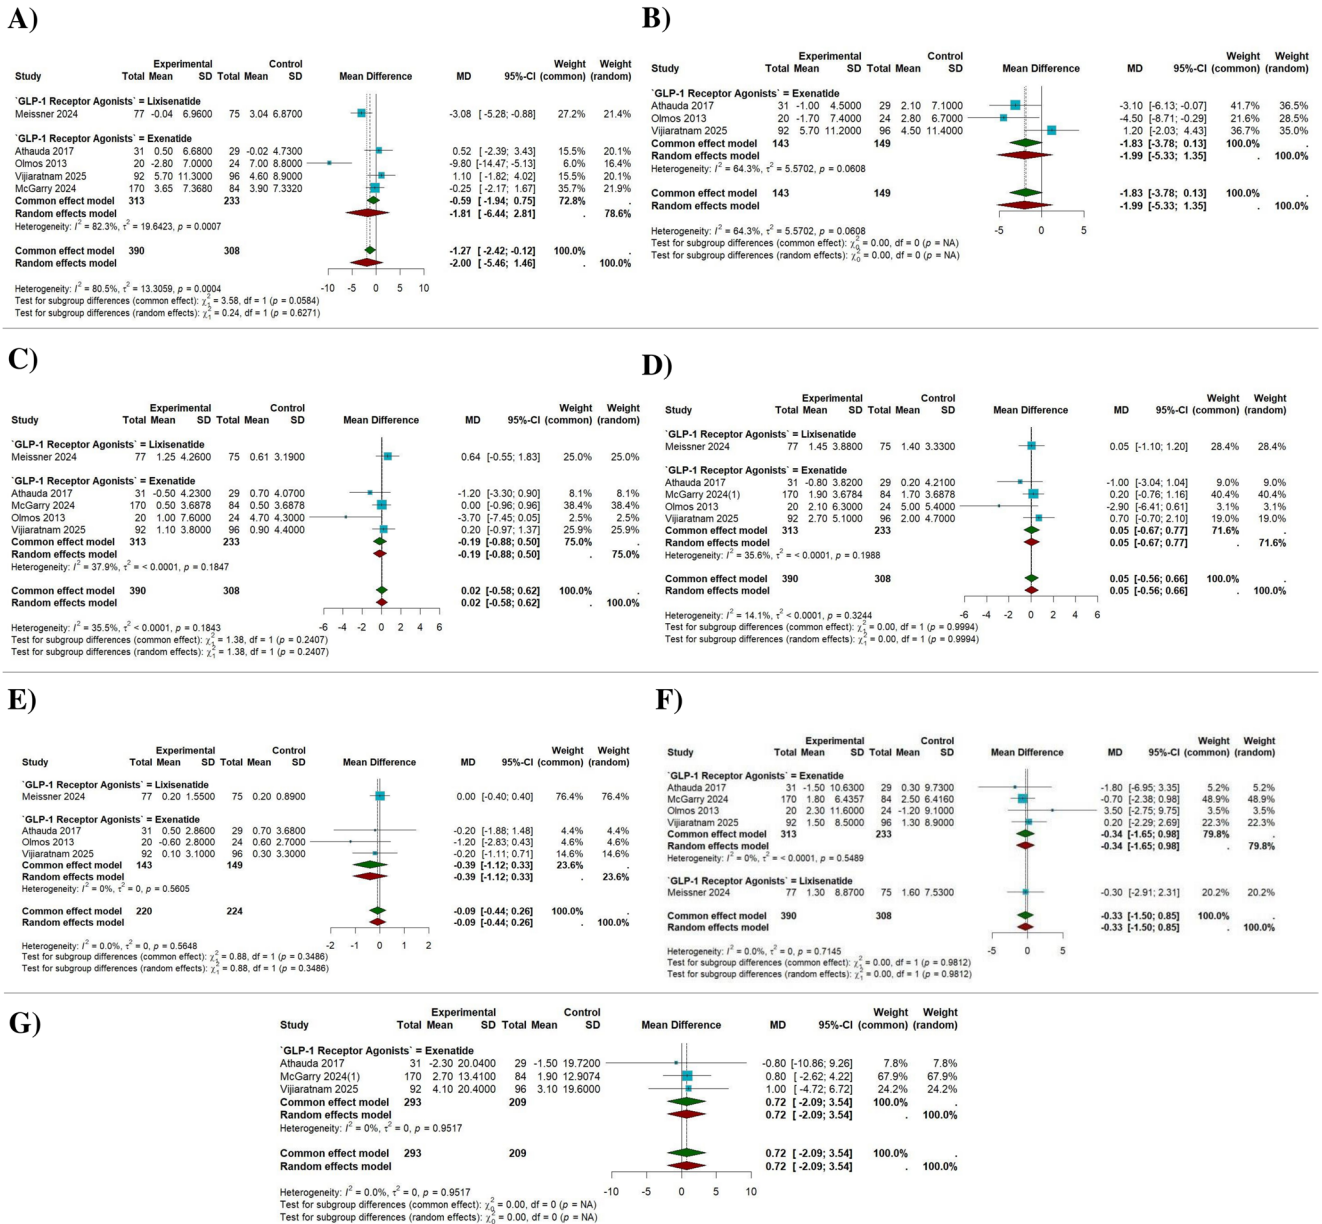 A)
Experimental Control Weight Weight
Study Total Mean SD Total Mean SD Mean Difference MD 95%-CI (common) (random)
`GLP-1 Receptor Agonists` = Lixisenatide
Meissner 2024 77 -0.04 6.9600 75 3.04 6.8700 -3.08 [-5.28; -0.88] 27.2% 21.4%
`GLP-1 Receptor Agonists` = Exenatide
Athauda 2017 31 0.50 6.6800 29 -0.02 4.7300 0.52 [-2.39; 3.43] 15.5% 20.1%
Olmos 2013 20 -2.80 7.0000 24 7.00 8.8000 -9.80 [-14.47; -5.13] 6.0% 16.4%
Vijiaratnam 2025 92 5.70 11.3000 96 4.60 8.9000 1.10 [-1.82; 4.02] 15.5% 20.1%
McGarry 2024 170 3.65 7.3680 84 3.90 7.3320 -0.25 [-2.17; 1.67] 35.7% 21.9%
Common effect model 313 233 -0.59 [-1.94; 0.75] 72.8% .
Random effects model -1.81 [-6.44; 2.81] . 78.6%
Heterogeneity: I² = 82.3%, τ² = 19.6423, p = 0.0007
Common effect model 390 308 -1.27 [-2.42; -0.12] 100.0% .
Random effects model -2.00 [-5.46; 1.46] . 100.0%
-10 -5 0 5 10
Heterogeneity: I² = 80.5%, τ² = 13.3059, p = 0.0004
Test for subgroup differences (common effect): χ²₁ = 3.58, df = 1 (p = 0.0584)
Test for subgroup differences (random effects): χ²₁ = 0.24, df = 1 (p = 0.6271)
B)
Experimental Control Weight Weight
Study Total Mean SD Total Mean SD Mean Difference MD 95%-CI (common) (random)
`GLP-1 Receptor Agonists` = Exenatide
Athauda 2017 31 -1.00 4.5000 29 2.10 7.1000 -3.10 [-6.13; -0.07] 41.7% 36.5%
Olmos 2013 20 -1.70 7.4000 24 2.80 6.7000 -4.50 [-8.71; -0.29] 21.6% 28.5%
Vijiaratnam 2025 92 5.70 11.2000 96 4.50 11.4000 1.20 [-2.03; 4.43] 36.7% 35.0%
Common effect model 143 149 -1.83 [-3.78; 0.13] 100.0% .
Random effects model -1.99 [-5.33; 1.35] . 100.0%
Heterogeneity: I² = 64.3%, τ² = 5.5702, p = 0.0608
Common effect model 143 149 -1.83 [-3.78; 0.13] 100.0% .
Random effects model -1.99 [-5.33; 1.35] . 100.0%
-5 0 5
Heterogeneity: I² = 64.3%, τ² = 5.5702, p = 0.0608
Test for subgroup differences (common effect): χ²₀ = 0.00, df = 0 (p = NA)
Test for subgroup differences (random effects): χ²₀ = 0.00, df = 0 (p = NA)
C)
Experimental Control Weight Weight
Study Total Mean SD Total Mean SD Mean Difference MD 95%-CI (common) (random)
`GLP-1 Receptor Agonists` = Lixisenatide
Meissner 2024 77 1.25 4.2600 75 0.61 3.1900 0.64 [-0.55; 1.83] 25.0% 25.0%
`GLP-1 Receptor Agonists` = Exenatide
Athauda 2017 31 -0.50 4.2300 29 0.70 4.0700 -1.20 [-3.30; 0.90] 8.1% 8.1%
McGarry 2024 170 0.50 3.6878 84 0.50 3.6878 0.00 [-0.96; 0.96] 38.4% 38.4%
Olmos 2013 20 1.00 7.6000 24 4.70 4.3000 -3.70 [-7.45; 0.05] 2.5% 2.5%
Vijiaratnam 2025 92 1.10 3.8000 96 0.90 4.4000 0.20 [-0.97; 1.37] 25.9% 25.9%
Common effect model 313 233 -0.19 [-0.88; 0.50] 75.0% .
Random effects model -0.19 [-0.88; 0.50] . 75.0%
Heterogeneity: I² = 37.9%, τ² = < 0.0001, p = 0.1847
Common effect model 390 308 0.02 [-0.58; 0.62] 100.0% .
Random effects model 0.02 [-0.58; 0.62] . 100.0%
-6 -4 -2 0 2 4 6
Heterogeneity: I² = 35.5%, τ² < 0.0001, p = 0.1843
Test for subgroup differences (common effect): χ²₁ = 1.38, df = 1 (p = 0.2407)
Test for subgroup differences (random effects): χ²₁ = 1.38, df = 1 (p = 0.2407)
D)
Experimental Control Weight Weight
Study Total Mean SD Total Mean SD Mean Difference MD 95%-CI (common) (random)
`GLP-1 Receptor Agonists` = Lixisenatide
Meissner 2024 77 1.45 3.8800 75 1.40 3.3300 0.05 [-1.10; 1.20] 28.4% 28.4%
`GLP-1 Receptor Agonists` = Exenatide
Athauda 2017 31 -0.80 3.8200 29 0.20 4.2100 -1.00 [-3.04; 1.04] 9.0% 9.0%
McGarry 2024(1) 170 1.90 3.6784 84 1.70 3.6878 0.20 [-0.76; 1.16] 40.4% 40.4%
Olmos 2013 20 2.10 6.3000 24 5.00 5.4000 -2.90 [-6.41; 0.61] 3.1% 3.1%
Vijiaratnam 2025 92 2.70 5.1000 96 2.00 4.7000 0.70 [-0.70; 2.10] 19.0% 19.0%
Common effect model 313 233 0.05 [-0.67; 0.77] 71.6% .
Random effects model 0.05 [-0.67; 0.77] . 71.6%
Heterogeneity: I² = 35.6%, τ² = < 0.0001, p = 0.1988
Common effect model 390 308 0.05 [-0.56; 0.66] 100.0% .
Random effects model 0.05 [-0.56; 0.66] . 100.0%
-6 -4 -2 0 2 4 6
Heterogeneity: I² = 14.1%, τ² < 0.0001, p = 0.3244
Test for subgroup differences (common effect): χ²₁ = 0.00, df = 1 (p = 0.9994)
Test for subgroup differences (random effects): χ²₁ = 0.00, df = 1 (p = 0.9994)
E)
Experimental Control Weight Weight
Study Total Mean SD Total Mean SD Mean Difference MD 95%-CI (common) (random)
`GLP-1 Receptor Agonists` = Lixisenatide
Meissner 2024 77 0.20 1.5500 75 0.20 0.8900 0.00 [-0.40; 0.40] 76.4% 76.4%
`GLP-1 Receptor Agonists` = Exenatide
Athauda 2017 31 0.50 2.8600 29 0.70 3.6800 -0.20 [-1.88; 1.48] 4.4% 4.4%
Olmos 2013 20 -0.60 2.8000 24 0.60 2.7000 -1.20 [-2.83; 0.43] 4.6% 4.6%
Vijiaratnam 2025 92 0.10 3.1000 96 0.30 3.3000 -0.20 [-1.11; 0.71] 14.6% 14.6%
Common effect model 143 149 -0.39 [-1.12; 0.33] 23.6% .
Random effects model -0.39 [-1.12; 0.33] . 23.6%
Heterogeneity: I² = 0%, τ² = 0, p = 0.5605
Common effect model 220 224 -0.09 [-0.44; 0.26] 100.0% .
Random effects model -0.09 [-0.44; 0.26] . 100.0%
-2 -1 0 1 2
Heterogeneity: I² = 0.0%, τ² = 0, p = 0.5648
Test for subgroup differences (common effect): χ²₁ = 0.88, df = 1 (p = 0.3486)
Test for subgroup differences (random effects): χ²₁ = 0.88, df = 1 (p = 0.3486)
F)
Experimental Control Weight Weight
Study Total Mean SD Total Mean SD Mean Difference MD 95%-CI (common) (random)
`GLP-1 Receptor Agonists` = Exenatide
Athauda 2017 31 -1.50 10.6300 29 0.30 9.7300 -1.80 [-6.95; 3.35] 5.2% 5.2%
McGarry 2024 170 1.80 6.4357 84 2.50 6.4160 -0.70 [-2.38; 0.98] 48.9% 48.9%
Olmos 2013 20 2.30 11.6000 24 -1.20 9.1000 3.50 [-2.75; 9.75] 3.5% 3.5%
Vijiaratnam 2025 92 1.50 8.5000 96 1.30 8.9000 0.20 [-2.29; 2.69] 22.3% 22.3%
Common effect model 313 233 -0.34 [-1.65; 0.98] 79.8% .
Random effects model -0.34 [-1.65; 0.98] . 79.8%
Heterogeneity: I² = 0%, τ² = < 0.0001, p = 0.5489
`GLP-1 Receptor Agonists` = Lixisenatide
Meissner 2024 77 1.30 8.8700 75 1.60 7.5300 -0.30 [-2.91; 2.31] 20.2% 20.2%
Common effect model 390 308 -0.33 [-1.50; 0.85] 100.0% .
Random effects model -0.33 [-1.50; 0.85] . 100.0%
-5 0 5
Heterogeneity: I² = 0.0%, τ² = 0, p = 0.7145
Test for subgroup differences (common effect): χ²₁ = 0.00, df = 1 (p = 0.9812)
Test for subgroup differences (random effects): χ²₁ = 0.00, df = 1 (p = 0.9812)
G)
Experimental Control Weight Weight
Study Total Mean SD Total Mean SD Mean Difference MD 95%-CI (common) (random)
`GLP-1 Receptor Agonists` = Exenatide
Athauda 2017 31 -2.30 20.0400 29 -1.50 19.7200 -0.80 [-10.86; 9.26] 7.8% 7.8%
McGarry 2024(1) 170 2.70 13.4100 84 1.90 12.9074 0.80 [-2.62; 4.22] 67.9% 67.9%
Vijiaratnam 2025 92 4.10 20.4000 96 3.10 19.6000 1.00 [-4.72; 6.72] 24.2% 24.2%
Common effect model 293 209 0.72 [-2.09; 3.54] 100.0% .
Random effects model 0.72 [-2.09; 3.54] . 100.0%
Heterogeneity: I² = 0%, τ² = 0, p = 0.9517
Common effect model 293 209 0.72 [-2.09; 3.54] 100.0% .
Random effects model 0.72 [-2.09; 3.54] . 100.0%
-10 -5 0 5 10
Heterogeneity: I² = 0.0%, τ² = 0, p = 0.9517
Test for subgroup differences (common effect): χ²₀ = 0.00, df = 0 (p = NA)
Test for subgroup differences (random effects): χ²₀ = 0.00, df = 0 (p = NA)